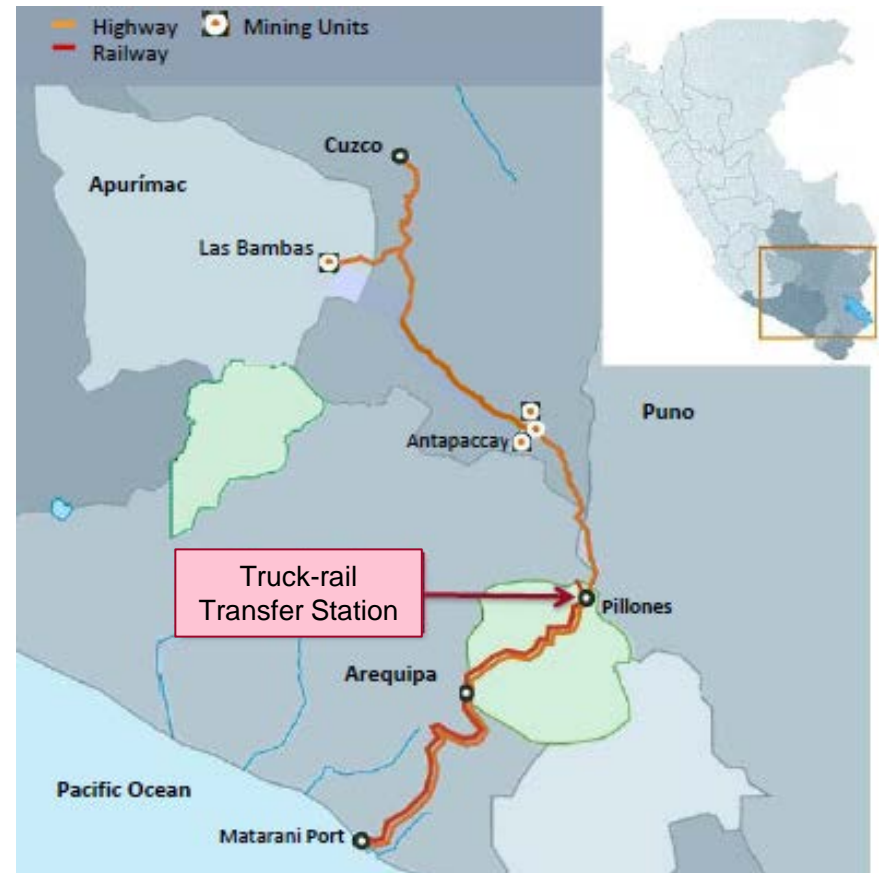 Highway Mining Units
Railway
Cuzco
Apurímac
Las Bambas
Puno
Antapaccay
Truck-rail
Transfer Station
Pillones
Arequipa
Pacific Ocean
Matarani Port